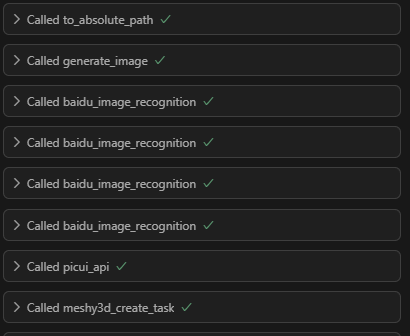 Called to_absolute_path
Called generate_image
Called baidu_image_recognition
Called baidu_image_recognition
Called baidu_image_recognition
Called baidu_image_recognition
Called picui_api
Called meshy3d_create_task